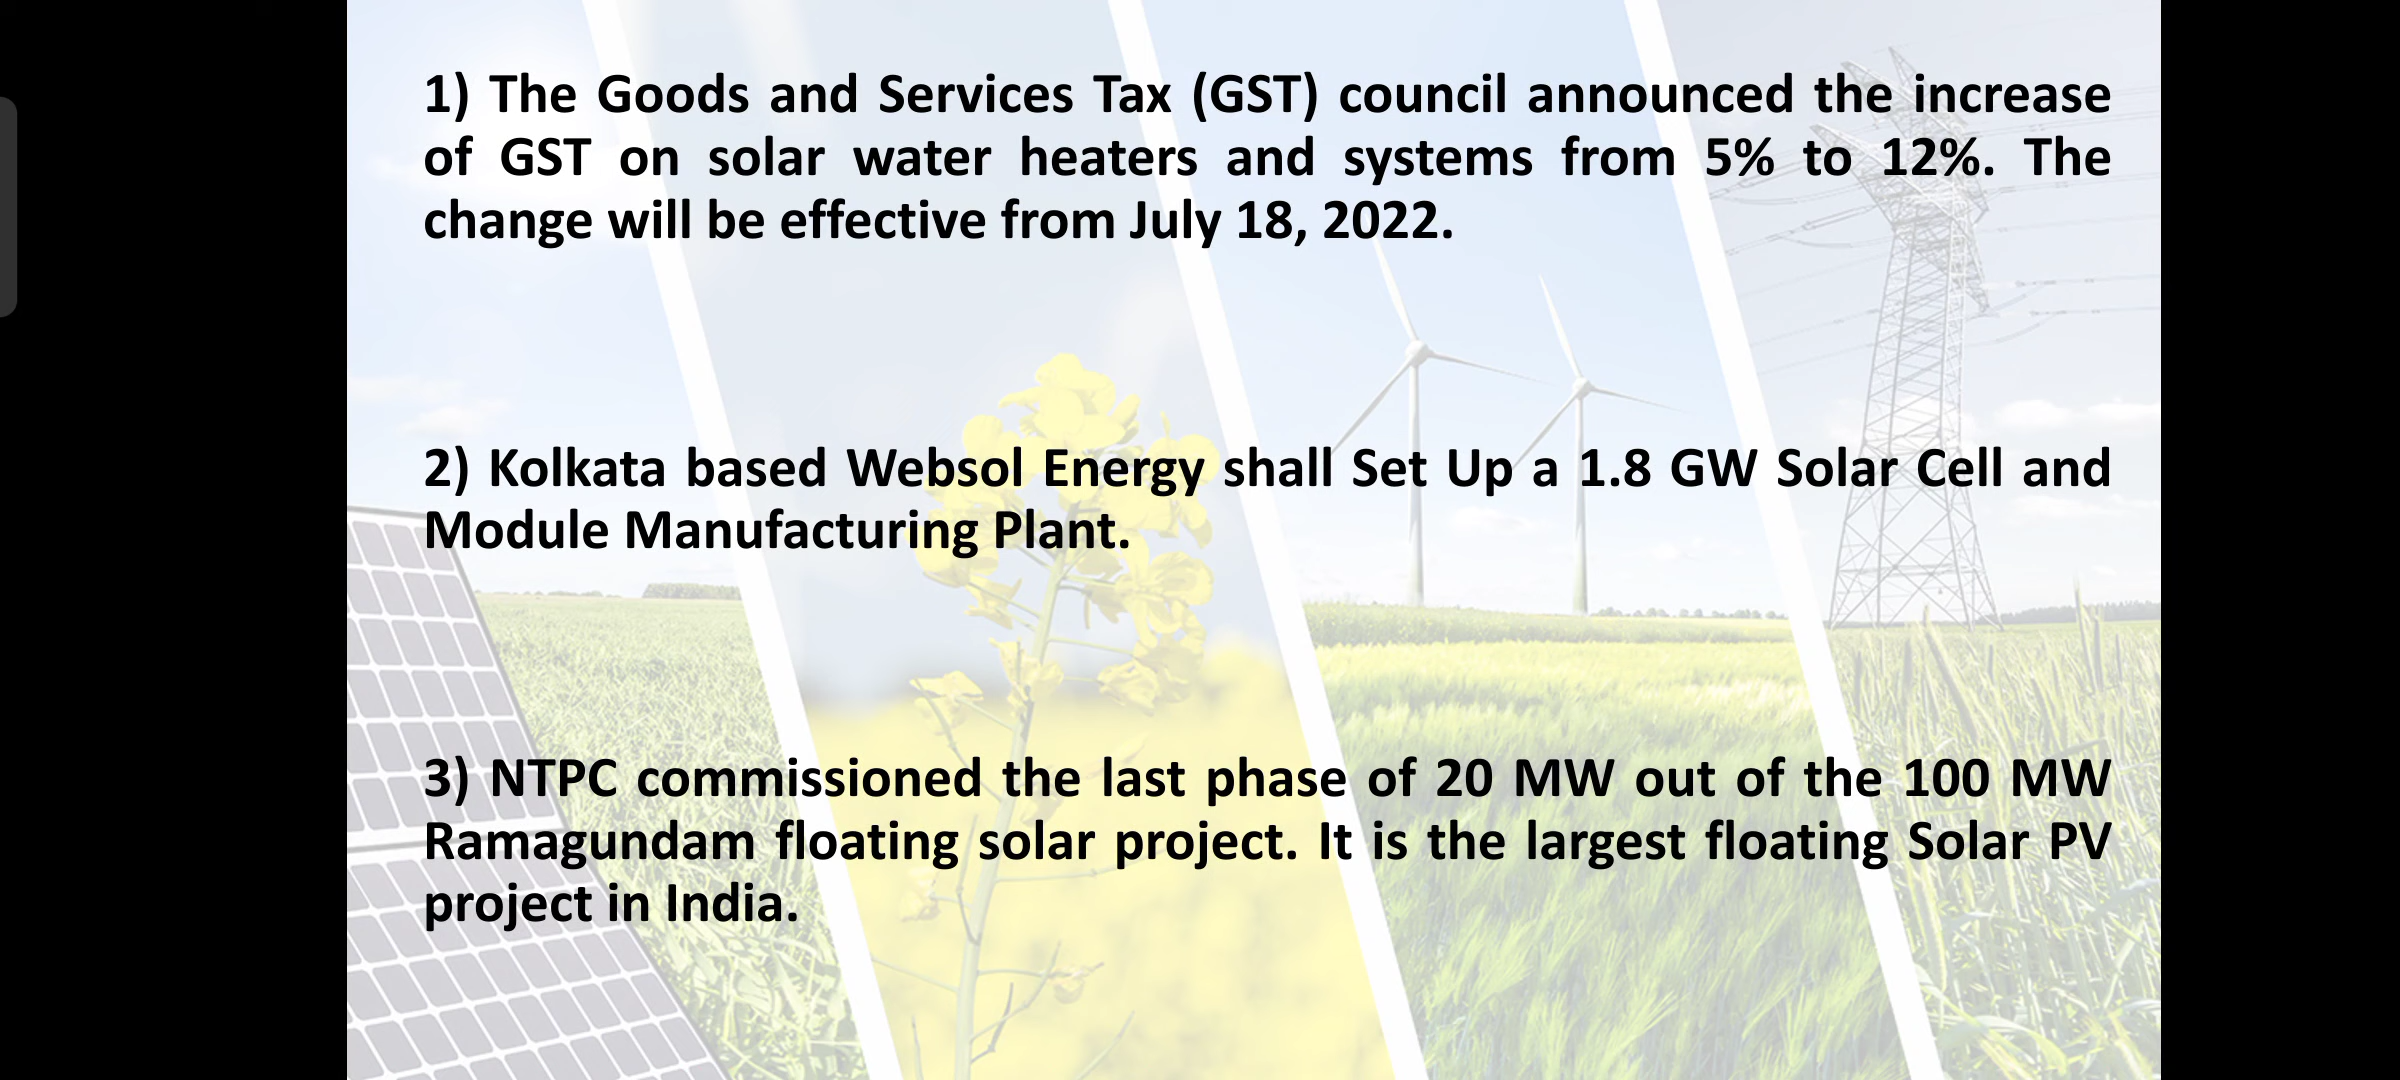 1) The Goods and Services Tax (GST) council announced the increase
of GST on solar water heaters and systems from 5% to 12%. The
change will be effective from July 18, 2022.
2) Kolkata based Websol Energy shall Set Up a 1.8 GW Solar Cell and
Module Manufacturing Plant.
3) NTPC commissioned the last phase of 20 MW out of the 100 MW
Ramagundam floating solar project. It is the largest floating Solar PV
project in India.